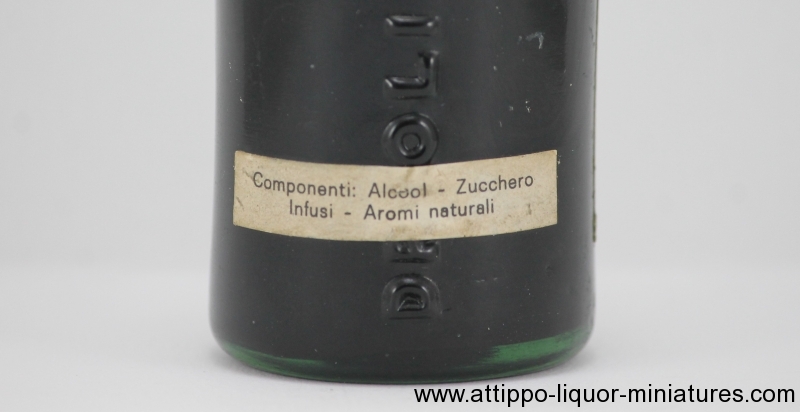 Componenti: Alcool - Zucchero
Infusi - Aromi naturali
www.attippo-liquor-miniatures.com